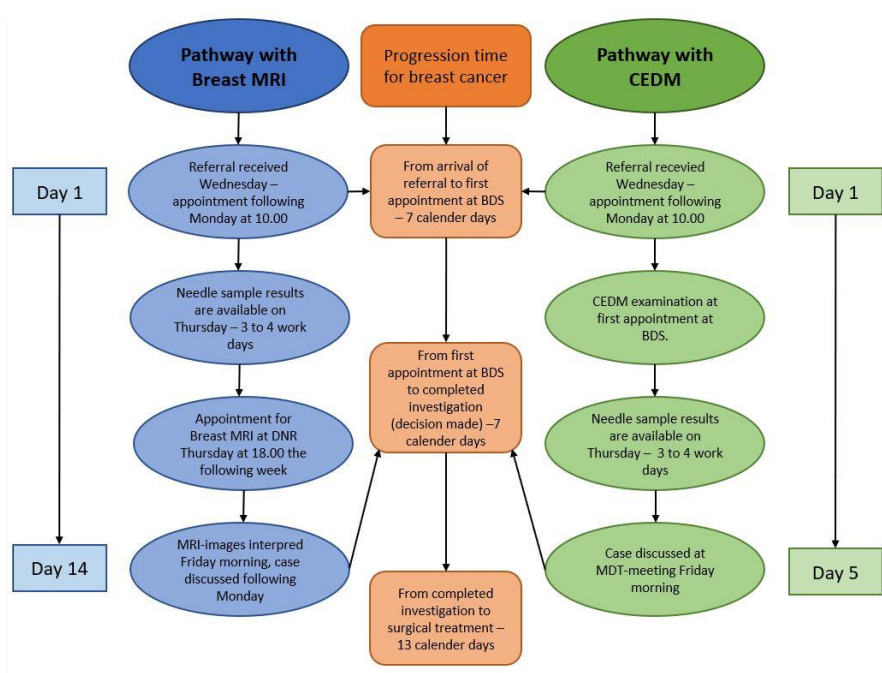 Pathway with
Breast MRI
Progression time
for breast cancer
Pathway with
CEDM
Day 1
Referral received
Wednesday –
appointment following
Monday at 10.00
From arrival of
referral to first
appointment at BDS
– 7 calender days
Referral recevied
Wednesday –
appointment following
Monday at 10.00
Day 1
Needle sample results
are available on
Thursday – 3 to 4 work
days
CEDM examination at
first appointment at
BDS.
From first
appointment at BDS
to completed
investigation
(decision made) –7
calender days
Appointment for
Breast MRI at DNR
Thursday at 18.00 the
following week
Needle sample results
are available on
Thursday – 3 to 4 work
days
Day 14
MRI-images interpred
Friday morning, case
discussed following
Monday
From completed
investigation to
surgical treatment –
13 calender days
Case discussed at
MDT-meeting Friday
morning
Day 5